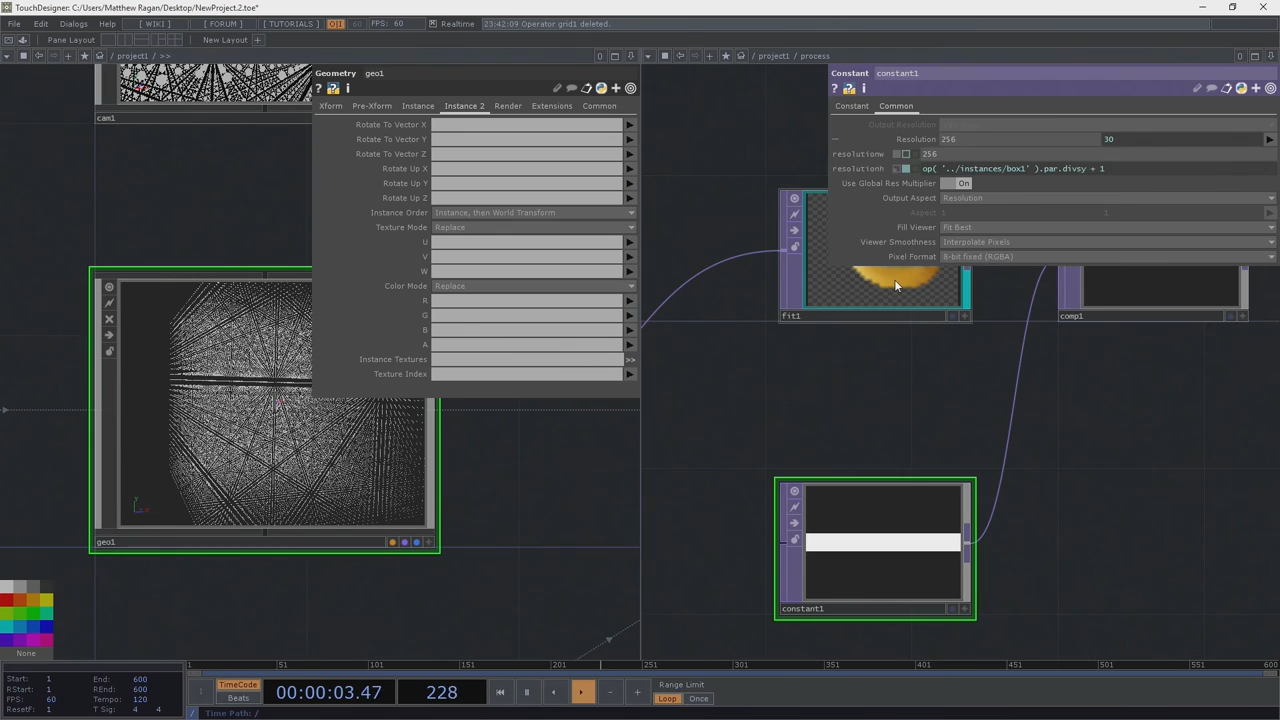 TouchDesigner: C:/Users/Matthew Ragan/Desktop/NewProject.2.toe*
File Edit Dialogs Help [ WIKI ] [ FORUM ] [ TUTORIALS ] O|I 60 FPS: 60 Realtime 23:42:09 Operator grid1 deleted.
Pane Layout New Layout +
/ project1 / >> 0
/ project1 / process 0
Geometry geo1
Xform Pre-Xform Instance Instance 2 Render Extensions Common
Rotate To Vector X
Rotate To Vector Y
Rotate To Vector Z
Rotate Up X
Rotate Up Y
Rotate Up Z
Instance Order Instance, then World Transform
Texture Mode Replace
U
V
W
Color Mode Replace
R
G
B
A
Instance Textures >>
Texture Index
cam1
geo1
None
Constant constant1
Constant Common
Output Resolution
Resolution 256 30
resolutionw 256
resolutionh op( '../instances/box1' ).par.divsy + 1
Use Global Res Multiplier On
Output Aspect Resolution
Aspect 1 1
Fill Viewer Fit Best
Viewer Smoothness Interpolate Pixels
Pixel Format 8-bit fixed (RGBA)
fit1
comp1
constant1
1 51 101 151 201 251 301 351 401 451 501 551 600
Start: 1 End: 600
RStart: 1 REnd: 600
FPS: 60 Tempo: 120
ResetF: 1 T Sig: 4 4
TimeCode
Beats
00:00:03.47 228
Range Limit
Loop Once
/ Time Path: /